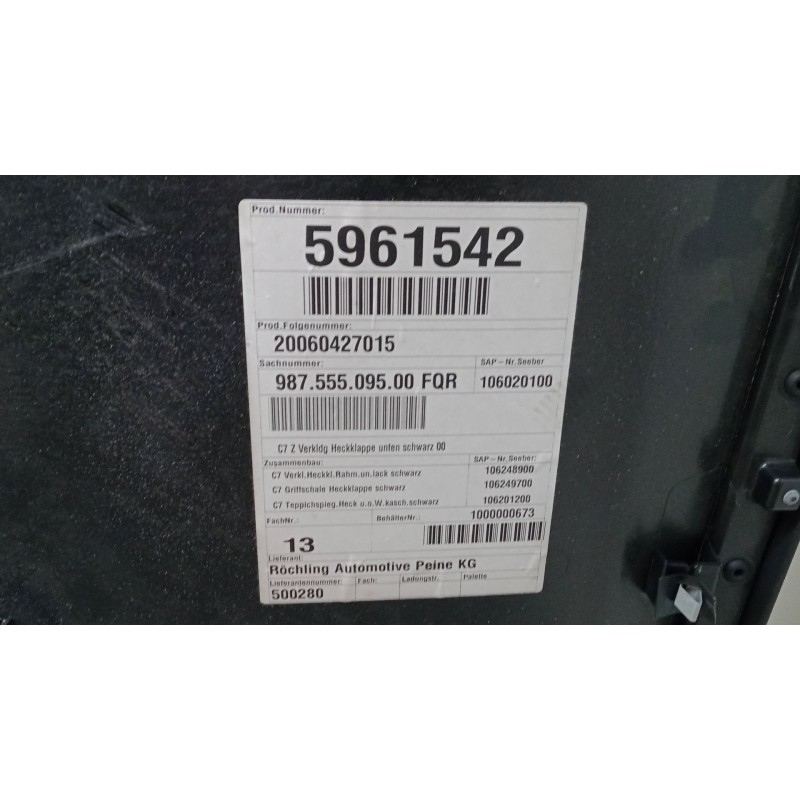 Prod.Nummer:
5961542
Prod.Folgenummer:
20060427015
Sachnummer: SAP-Nr.Seeber
987.555.095.00 FQR 106020100
C7 Z Verkldg Heckklappe unten schwarz 00
Zusammenbau: SAP-Nr.Seeber:
C7 Verkl.Heckkl.Rahm.un.lack schwarz 106248900
C7 Griffschale Heckklappe schwarz 106249700
C7 Teppichspieg.Heck u.o.W.kasch.schwarz 106201200
FachNr.: BehälterNr.: 1000000673
13
Lieferant:
Röchling Automotive Peine KG
Lieferantennummer: Fach: Ladungstr. Palette
500280